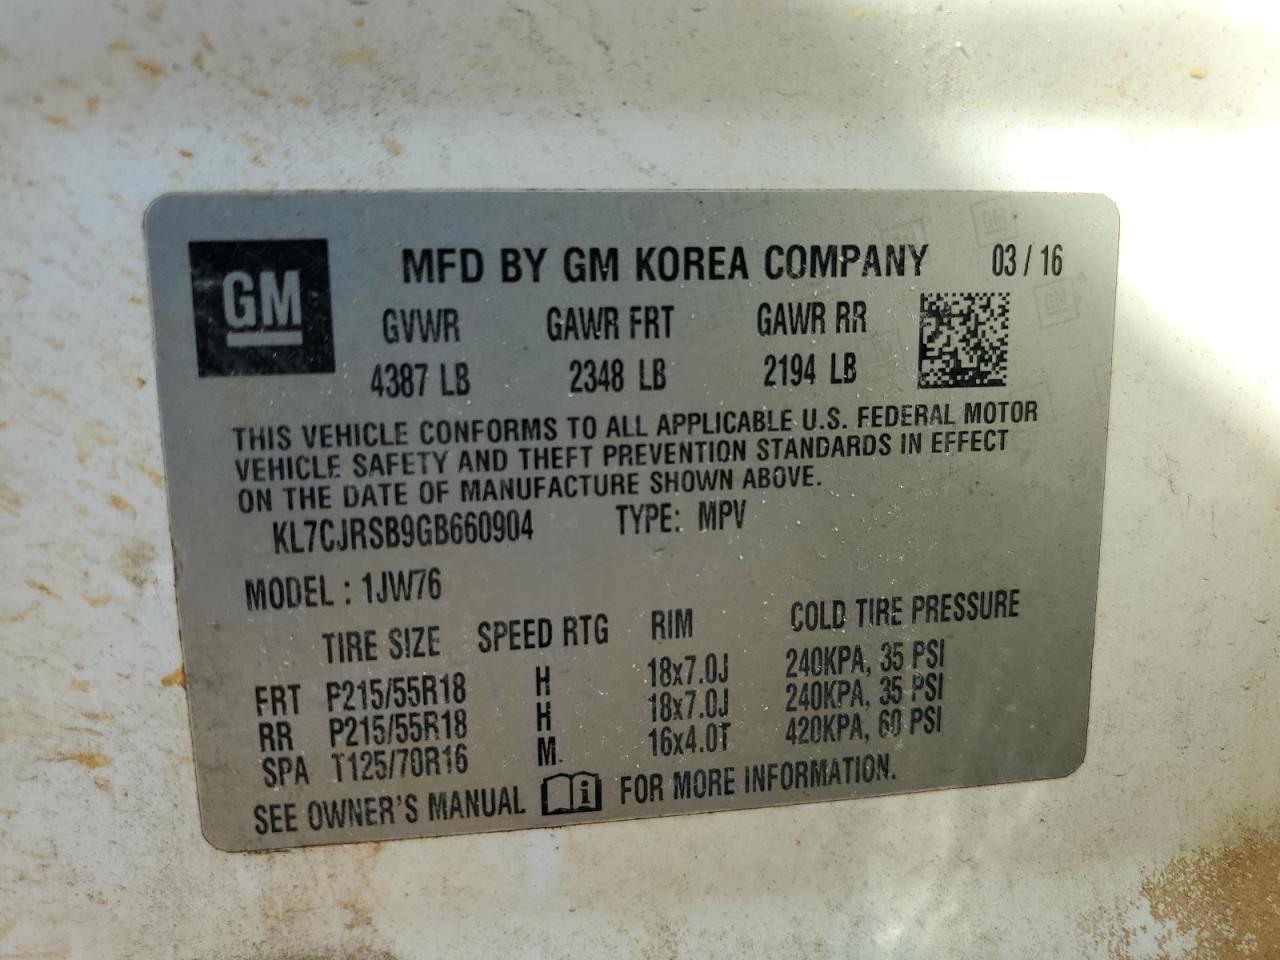 GM
MFD BY GM KOREA COMPANY 03 / 16
GVWR GAWR FRT GAWR RR
4387 LB 2348 LB 2194 LB
THIS VEHICLE CONFORMS TO ALL APPLICABLE U.S. FEDERAL MOTOR
VEHICLE SAFETY AND THEFT PREVENTION STANDARDS IN EFFECT
ON THE DATE OF MANUFACTURE SHOWN ABOVE.
KL7CJRSB9GB660904 TYPE: MPV
MODEL : 1JW76
TIRE SIZE SPEED RTG RIM COLD TIRE PRESSURE
FRT P215/55R18 H 18x7.0J 240KPA, 35 PSI
RR P215/55R18 H 18x7.0J 240KPA, 35 PSI
SPA T125/70R16 M 16x4.0T 420KPA, 60 PSI
SEE OWNER'S MANUAL i FOR MORE INFORMATION.